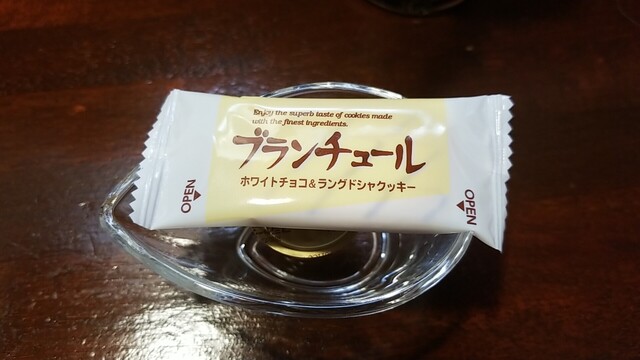 Enjoy the superb taste of cookies made
with the finest ingredients.
ブランチュール
ホワイトチョコ&ラングドシャクッキー
OPEN
OPEN